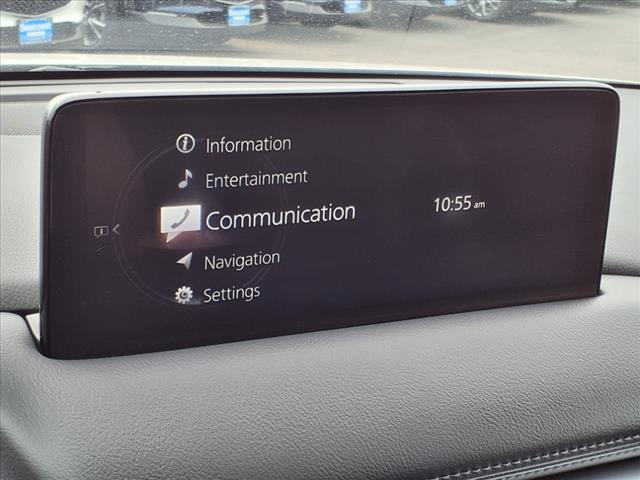 Information
Entertainment
Communication
10:55 am
Navigation
Settings